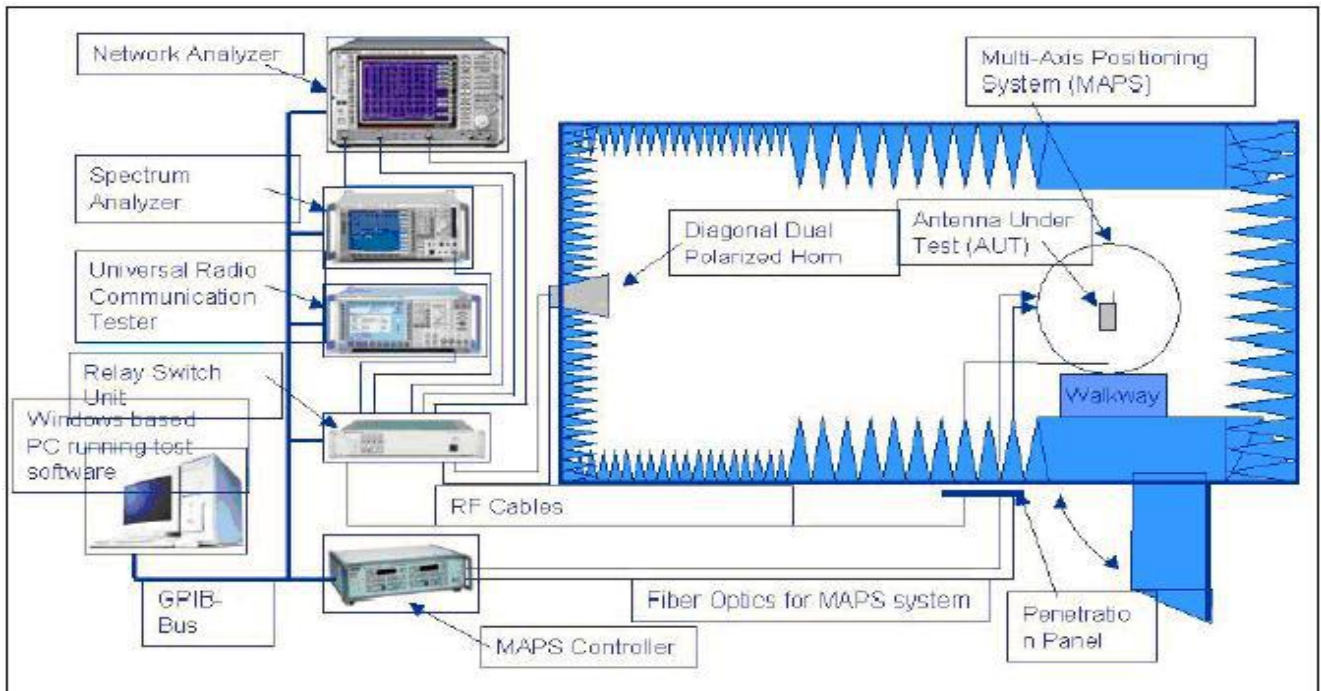 Network Analyzer
Multi-Axis Positioning
System (MAPS)
Spectrum
Analyzer
Antenna Under
Test (AUT)
Diagonal Dual
Polarized Horn
Universal Radio
Communication
Tester
Relay Switch
Unit
Walkway
Windows based
PC running test
software
RF Cables
GPIB-
Bus
Fiber Optics for MAPS system
Penetratio
n Panel
MAPS Controller